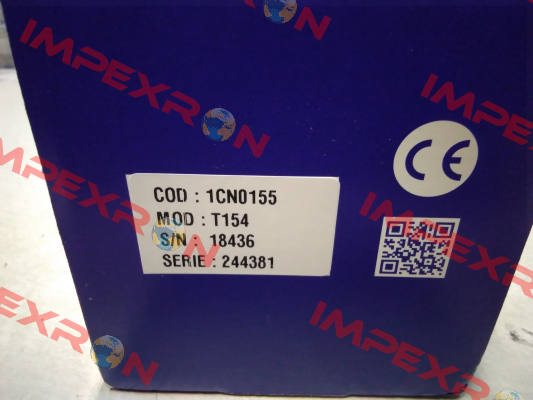 IMPEXRON
IMPEXRON
IMPEXRON
IMPEXRON
IMPEXRON
CE
COD : 1CN0155
MOD : T154
S/N : 18436
SERIE : 244381